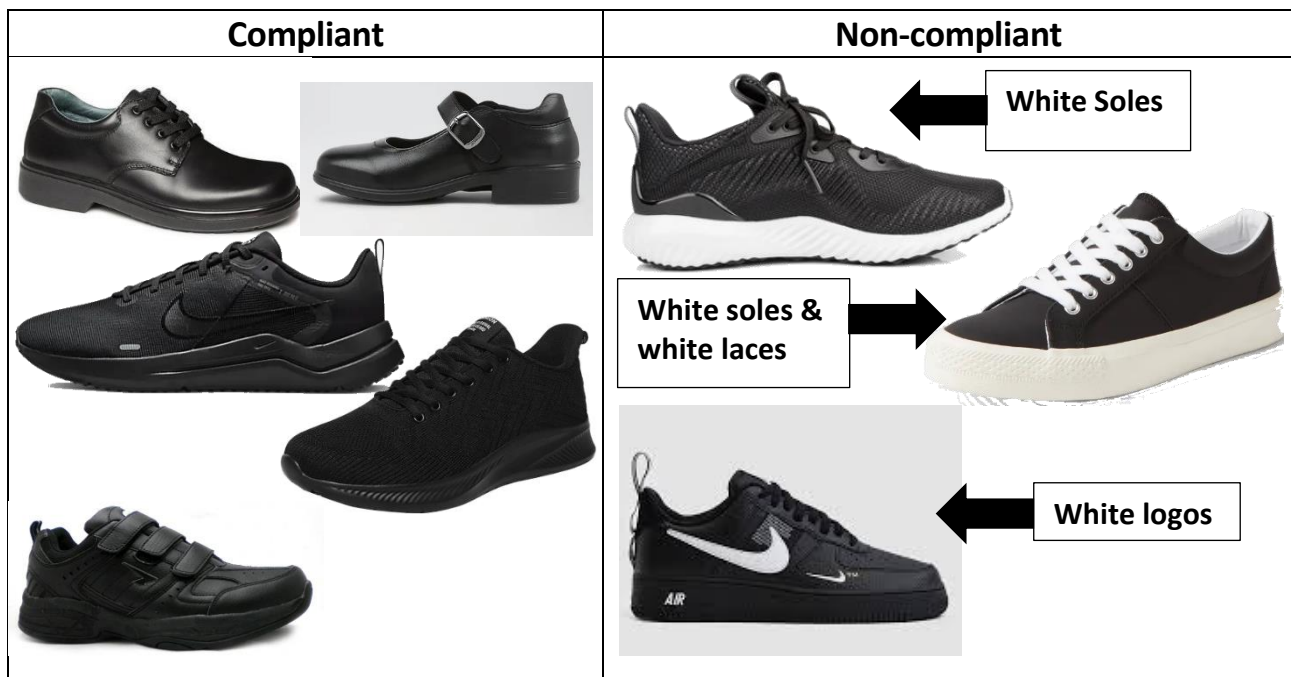 Compliant
Non-compliant
White Soles
White soles &
white laces
AIR
White logos